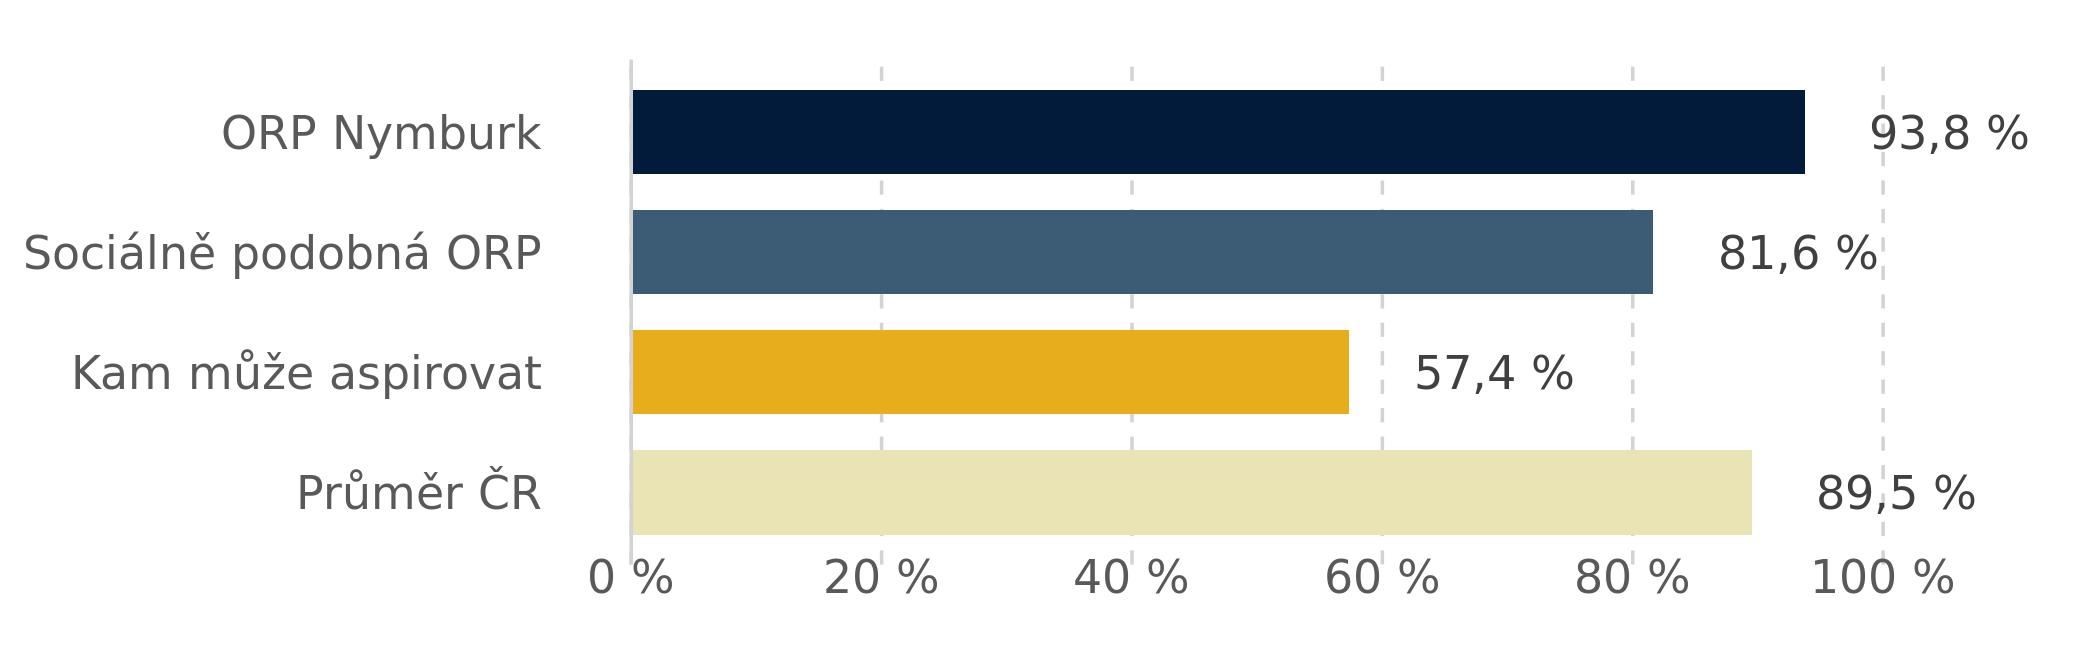 ORP Nymburk 93,8 %
Sociálně podobná ORP 81,6 %
Kam může aspirovat 57,4 %
Průměr ČR 89,5 %
0 % 20 % 40 % 60 % 80 % 100 %